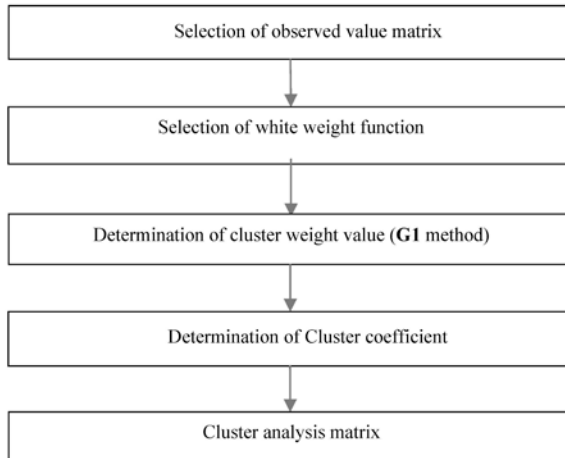 Selection of observed value matrix
Selection of white weight function
Determination of cluster weight value (G1 method)
Determination of Cluster coefficient
Cluster analysis matrix